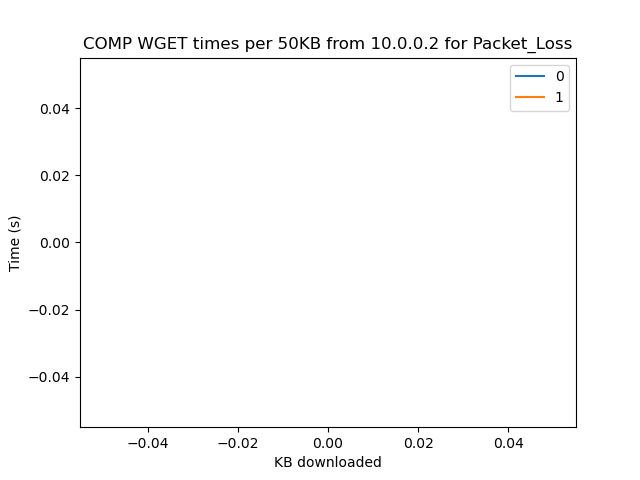 COMP WGET times per 50KB from 10.0.0.2 for Packet_Loss
0
1
0.04
0.02
0.00
−0.02
−0.04
Time (s)
−0.04 −0.02 0.00 0.02 0.04
KB downloaded